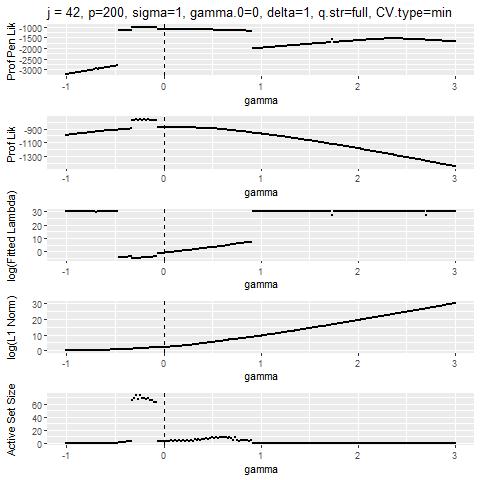 j = 42, p=200, sigma=1, gamma.0=0, delta=1, q.str=full, CV.type=min
Prof Pen Lik
-1000
-1500
-2000
-2500
-3000
-1 0 1 2 3
gamma
Prof Lik
-900
-1100
-1300
-1 0 1 2 3
gamma
log(Fitted Lambda)
30
20
10
0
-1 0 1 2 3
gamma
log(L1 Norm)
30
20
10
0
-1 0 1 2 3
gamma
Active Set Size
60
40
20
0
-1 0 1 2 3
gamma